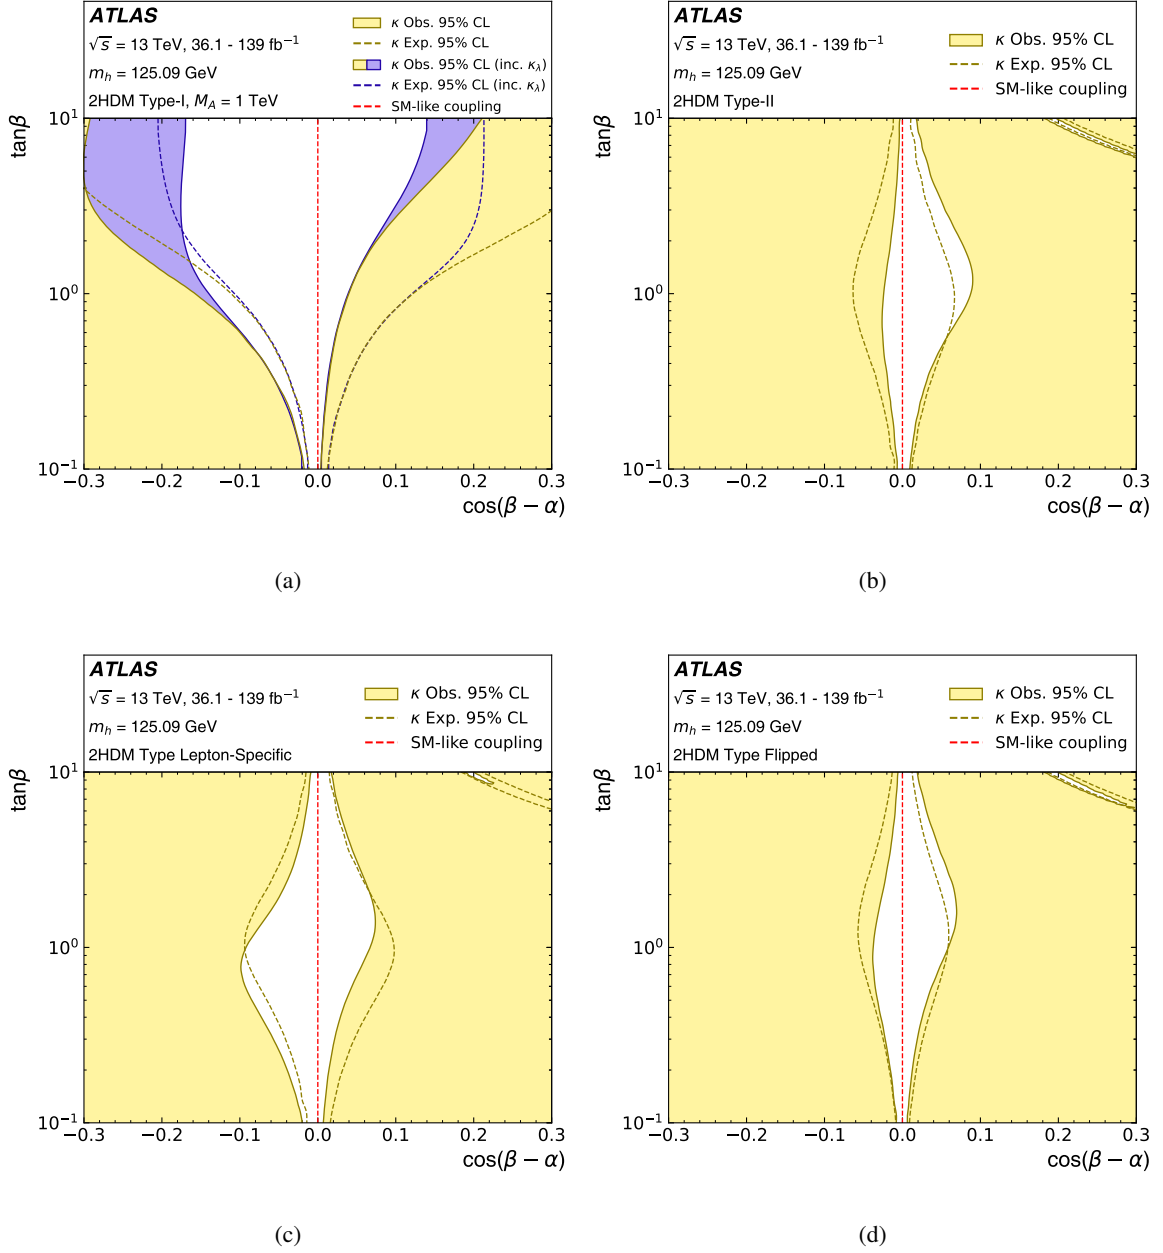 ATLAS
√s = 13 TeV, 36.1 - 139 fb⁻¹
m_h = 125.09 GeV
2HDM Type-I, M_A = 1 TeV
κ Obs. 95% CL
κ Exp. 95% CL
κ Obs. 95% CL (inc. κ_λ)
κ Exp. 95% CL (inc. κ_λ)
SM-like coupling
tanβ
10¹
10⁰
10⁻¹
−0.3 −0.2 −0.1 0.0 0.1 0.2 0.3
cos(β − α)
(a)
ATLAS
√s = 13 TeV, 36.1 - 139 fb⁻¹
m_h = 125.09 GeV
2HDM Type-II
κ Obs. 95% CL
κ Exp. 95% CL
SM-like coupling
tanβ
10¹
10⁰
10⁻¹
−0.3 −0.2 −0.1 0.0 0.1 0.2 0.3
cos(β − α)
(b)
ATLAS
√s = 13 TeV, 36.1 - 139 fb⁻¹
m_h = 125.09 GeV
2HDM Type Lepton-Specific
κ Obs. 95% CL
κ Exp. 95% CL
SM-like coupling
tanβ
10¹
10⁰
10⁻¹
−0.3 −0.2 −0.1 0.0 0.1 0.2 0.3
cos(β − α)
(c)
ATLAS
√s = 13 TeV, 36.1 - 139 fb⁻¹
m_h = 125.09 GeV
2HDM Type Flipped
κ Obs. 95% CL
κ Exp. 95% CL
SM-like coupling
tanβ
10¹
10⁰
10⁻¹
−0.3 −0.2 −0.1 0.0 0.1 0.2 0.3
cos(β − α)
(d)